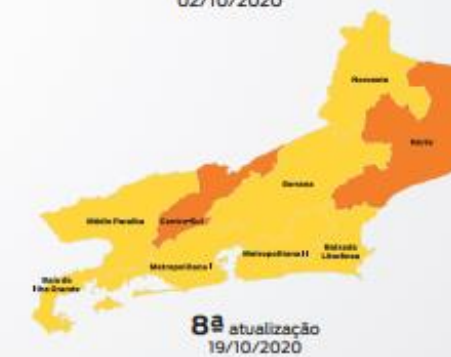 02/10/2020
Noroeste
Norte
Serrana
Médio Paraíba
Centro-Sul
Metropolitana I
Metropolitana II
Baixada
Litorânea
Baía da
Ilha Grande
8ª atualização
19/10/2020